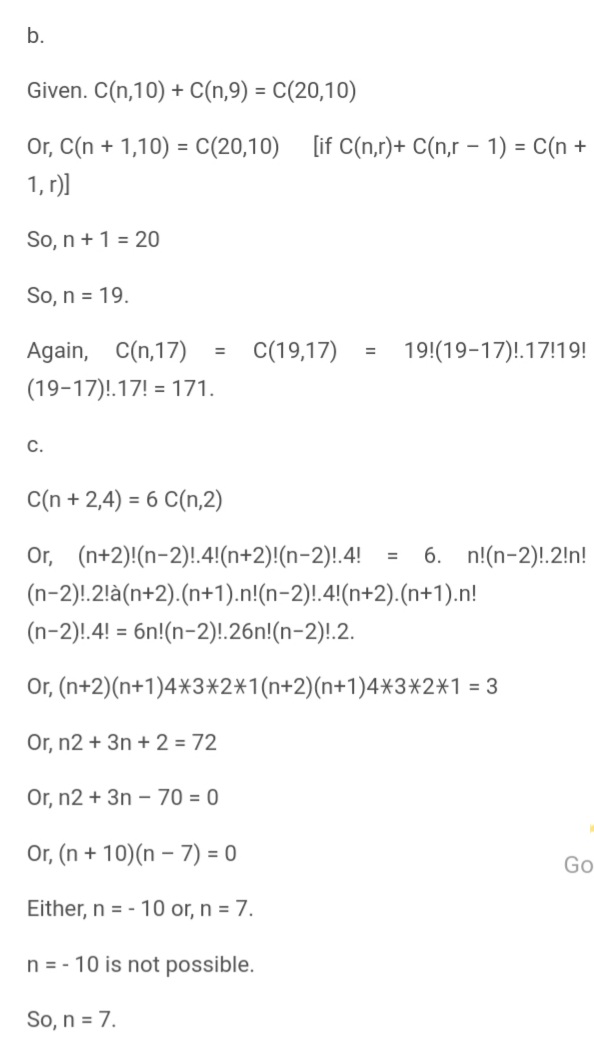 b.
Given. C(n,10) + C(n,9) = C(20,10)
Or, C(n + 1,10) = C(20,10) [if C(n,r)+ C(n,r − 1) = C(n +
1, r)]
So, n + 1 = 20
So, n = 19.
Again, C(n,17) = C(19,17) = 19!(19−17)!.17!19!
(19−17)!.17! = 171.
c.
C(n + 2,4) = 6 C(n,2)
Or, (n+2)!(n−2)!.4!(n+2)!(n−2)!.4! = 6. n!(n−2)!.2!n!
(n−2)!.2!à(n+2).(n+1).n!(n−2)!.4!(n+2).(n+1).n!
(n−2)!.4! = 6n!(n−2)!.26n!(n−2)!.2.
Or, (n+2)(n+1)4∗3∗2∗1(n+2)(n+1)4∗3∗2∗1 = 3
Or, n2 + 3n + 2 = 72
Or, n2 + 3n − 70 = 0
Or, (n + 10)(n − 7) = 0
Go
Either, n = - 10 or, n = 7.
n = - 10 is not possible.
So, n = 7.